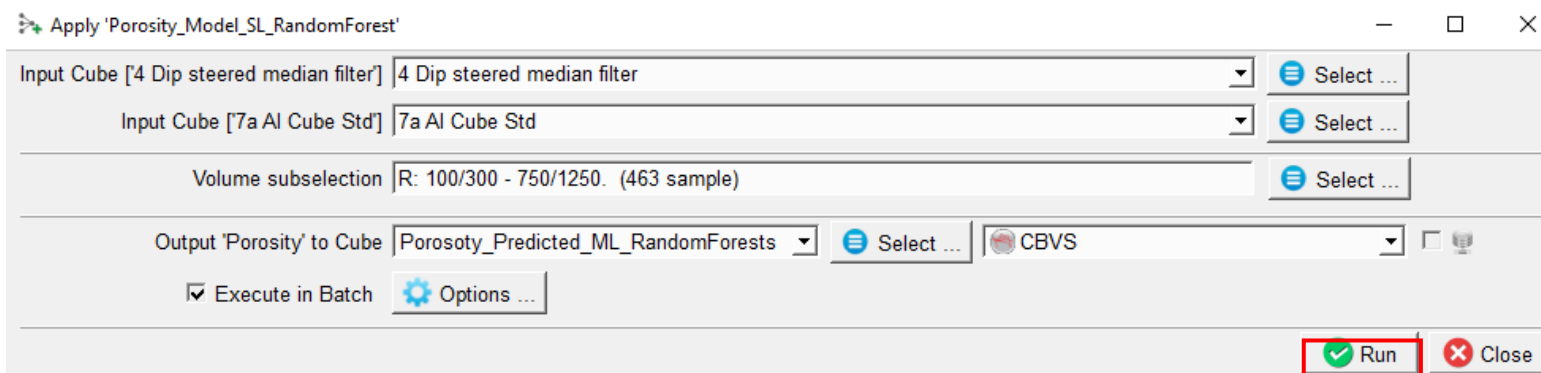 Apply 'Porosity_Model_SL_RandomForest'
Input Cube ['4 Dip steered median filter'] 4 Dip steered median filter Select ...
Input Cube ['7a AI Cube Std'] 7a AI Cube Std Select ...
Volume subselection R: 100/300 - 750/1250. (463 sample) Select ...
Output 'Porosity' to Cube Porosoty_Predicted_ML_RandomForests Select ... CBVS
Execute in Batch Options ...
Run Close